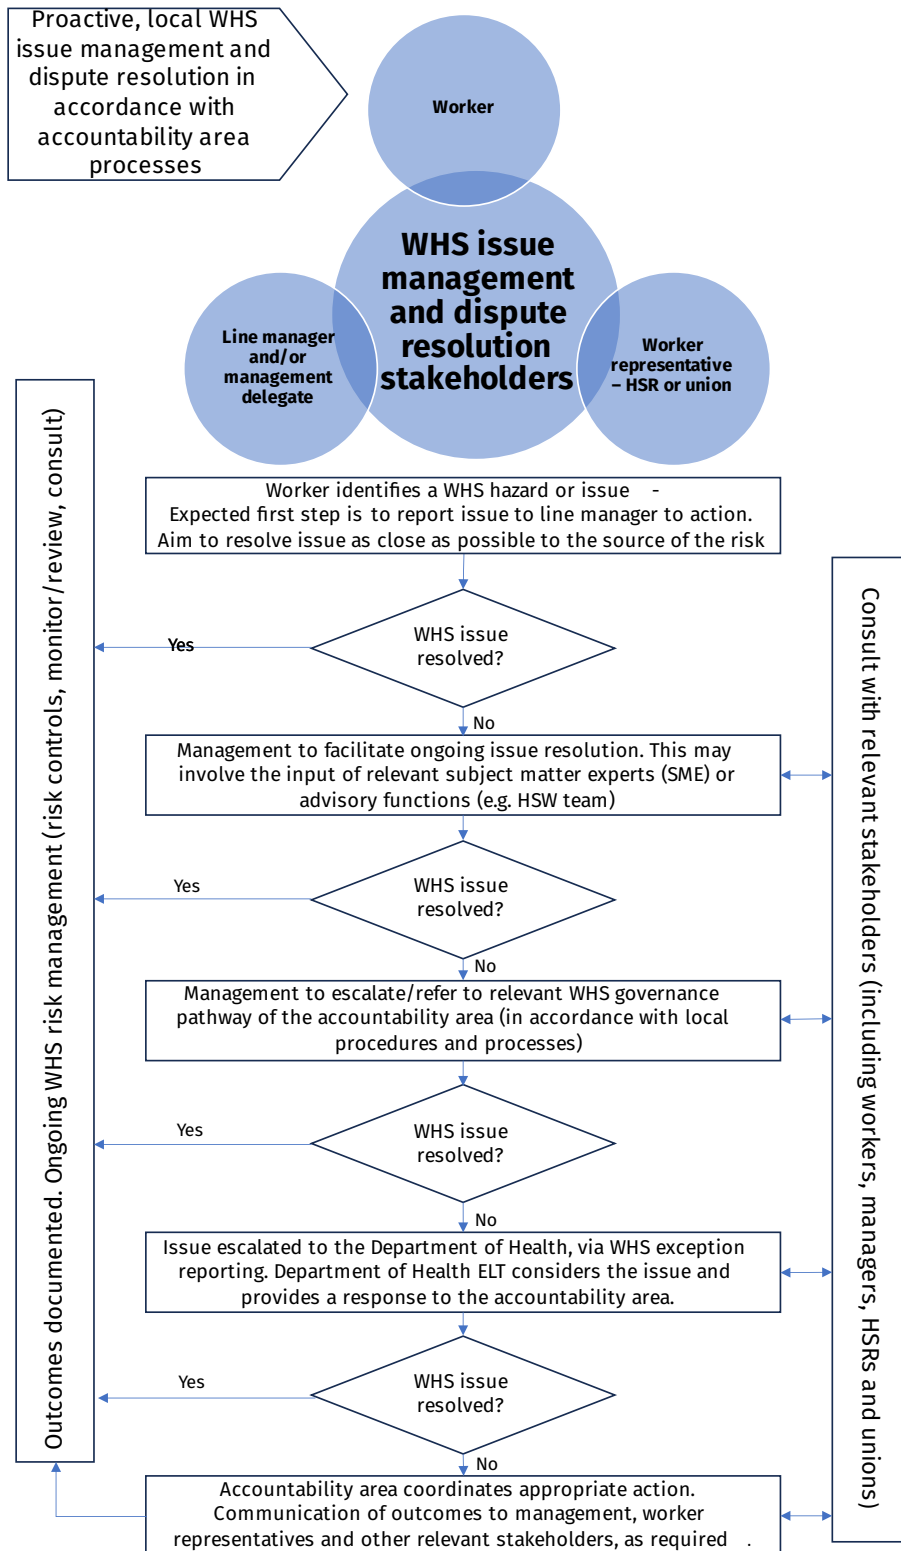 Proactive, local WHS
issue management and
dispute resolution in
accordance with
accountability area
processes
Worker
WHS issue
management
and dispute
resolution
stakeholders
Line manager
and/or
management
delegate
Worker
representative
– HSR or union
Outcomes documented. Ongoing WHS risk management (risk controls, monitor/review, consult)
Worker identifies a WHS hazard or issue -
Expected first step is to report issue to line manager to action.
Aim to resolve issue as close as possible to the source of the risk
Consult with relevant stakeholders (including workers, managers, HSRs and unions)
WHS issue
resolved?
Yes
No
Management to facilitate ongoing issue resolution. This may
involve the input of relevant subject matter experts (SME) or
advisory functions (e.g. HSW team)
WHS issue
resolved?
Yes
No
Management to escalate/refer to relevant WHS governance
pathway of the accountability area (in accordance with local
procedures and processes)
WHS issue
resolved?
Yes
No
Issue escalated to the Department of Health, via WHS exception
reporting. Department of Health ELT considers the issue and
provides a response to the accountability area.
WHS issue
resolved?
Yes
No
Accountability area coordinates appropriate action.
Communication of outcomes to management, worker
representatives and other relevant stakeholders, as required .